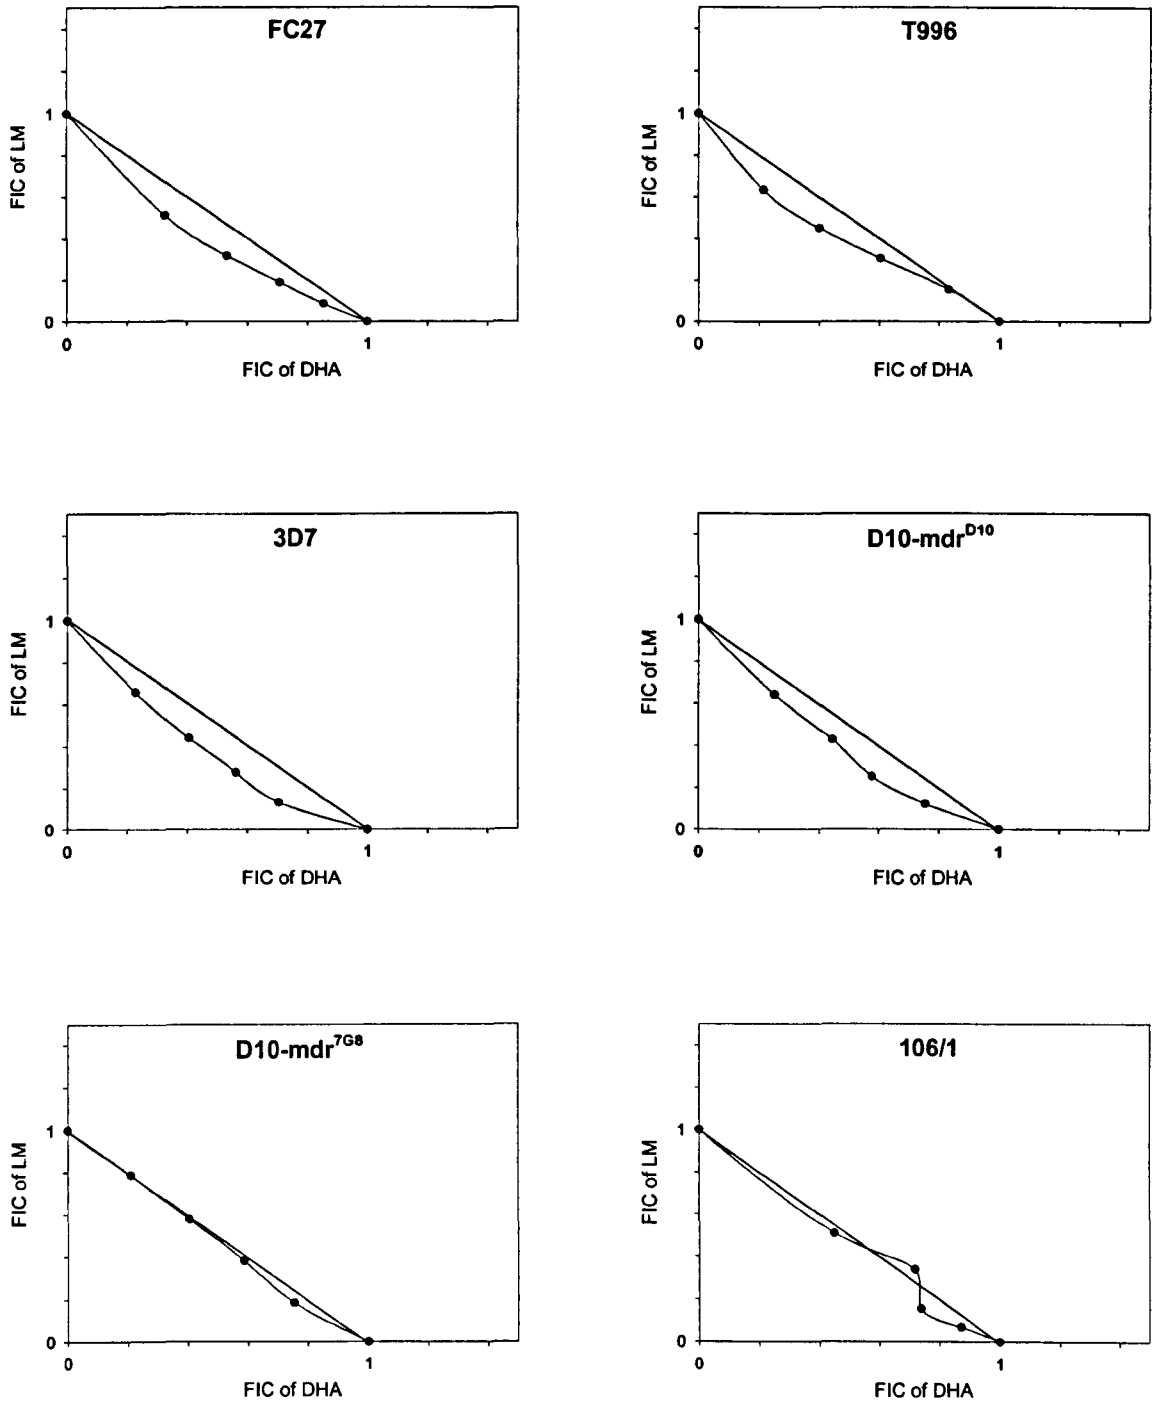 FC27
1
0
FIC of LM
0 1
FIC of DHA
T996
1
0
FIC of LM
0 1
FIC of DHA
3D7
1
0
FIC of LM
0 1
FIC of DHA
D10-mdr^D10
1
0
FIC of LM
0 1
FIC of DHA
D10-mdr^7G8
1
0
FIC of LM
0 1
FIC of DHA
106/1
1
0
FIC of LM
0 1
FIC of DHA